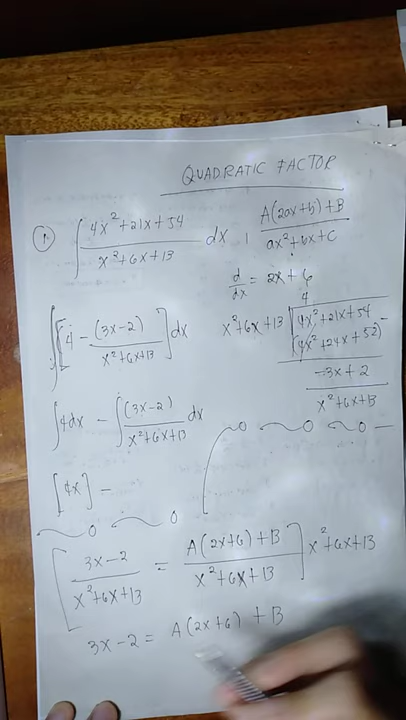 QUADRATIC FACTOR
① ∫ 4x²+21x+54 / x²+6x+13 dx ; A(2ax+b)+B / ax²+bx+c
d/dx = 2x+6
∫[4 - (3x-2) / x²+6x+13] dx
4
x²+6x+13 √4x²+21x+54 -
(4x²+24x+52)
-3x+2
x²+6x+13
∫4dx - ∫(3x-2) / x²+6x+13 dx
[4x] -
[3x-2 / x²+6x+13 = A(2x+6)+B / x²+6x+13] x²+6x+13
3x-2 = A(2x+6) + B